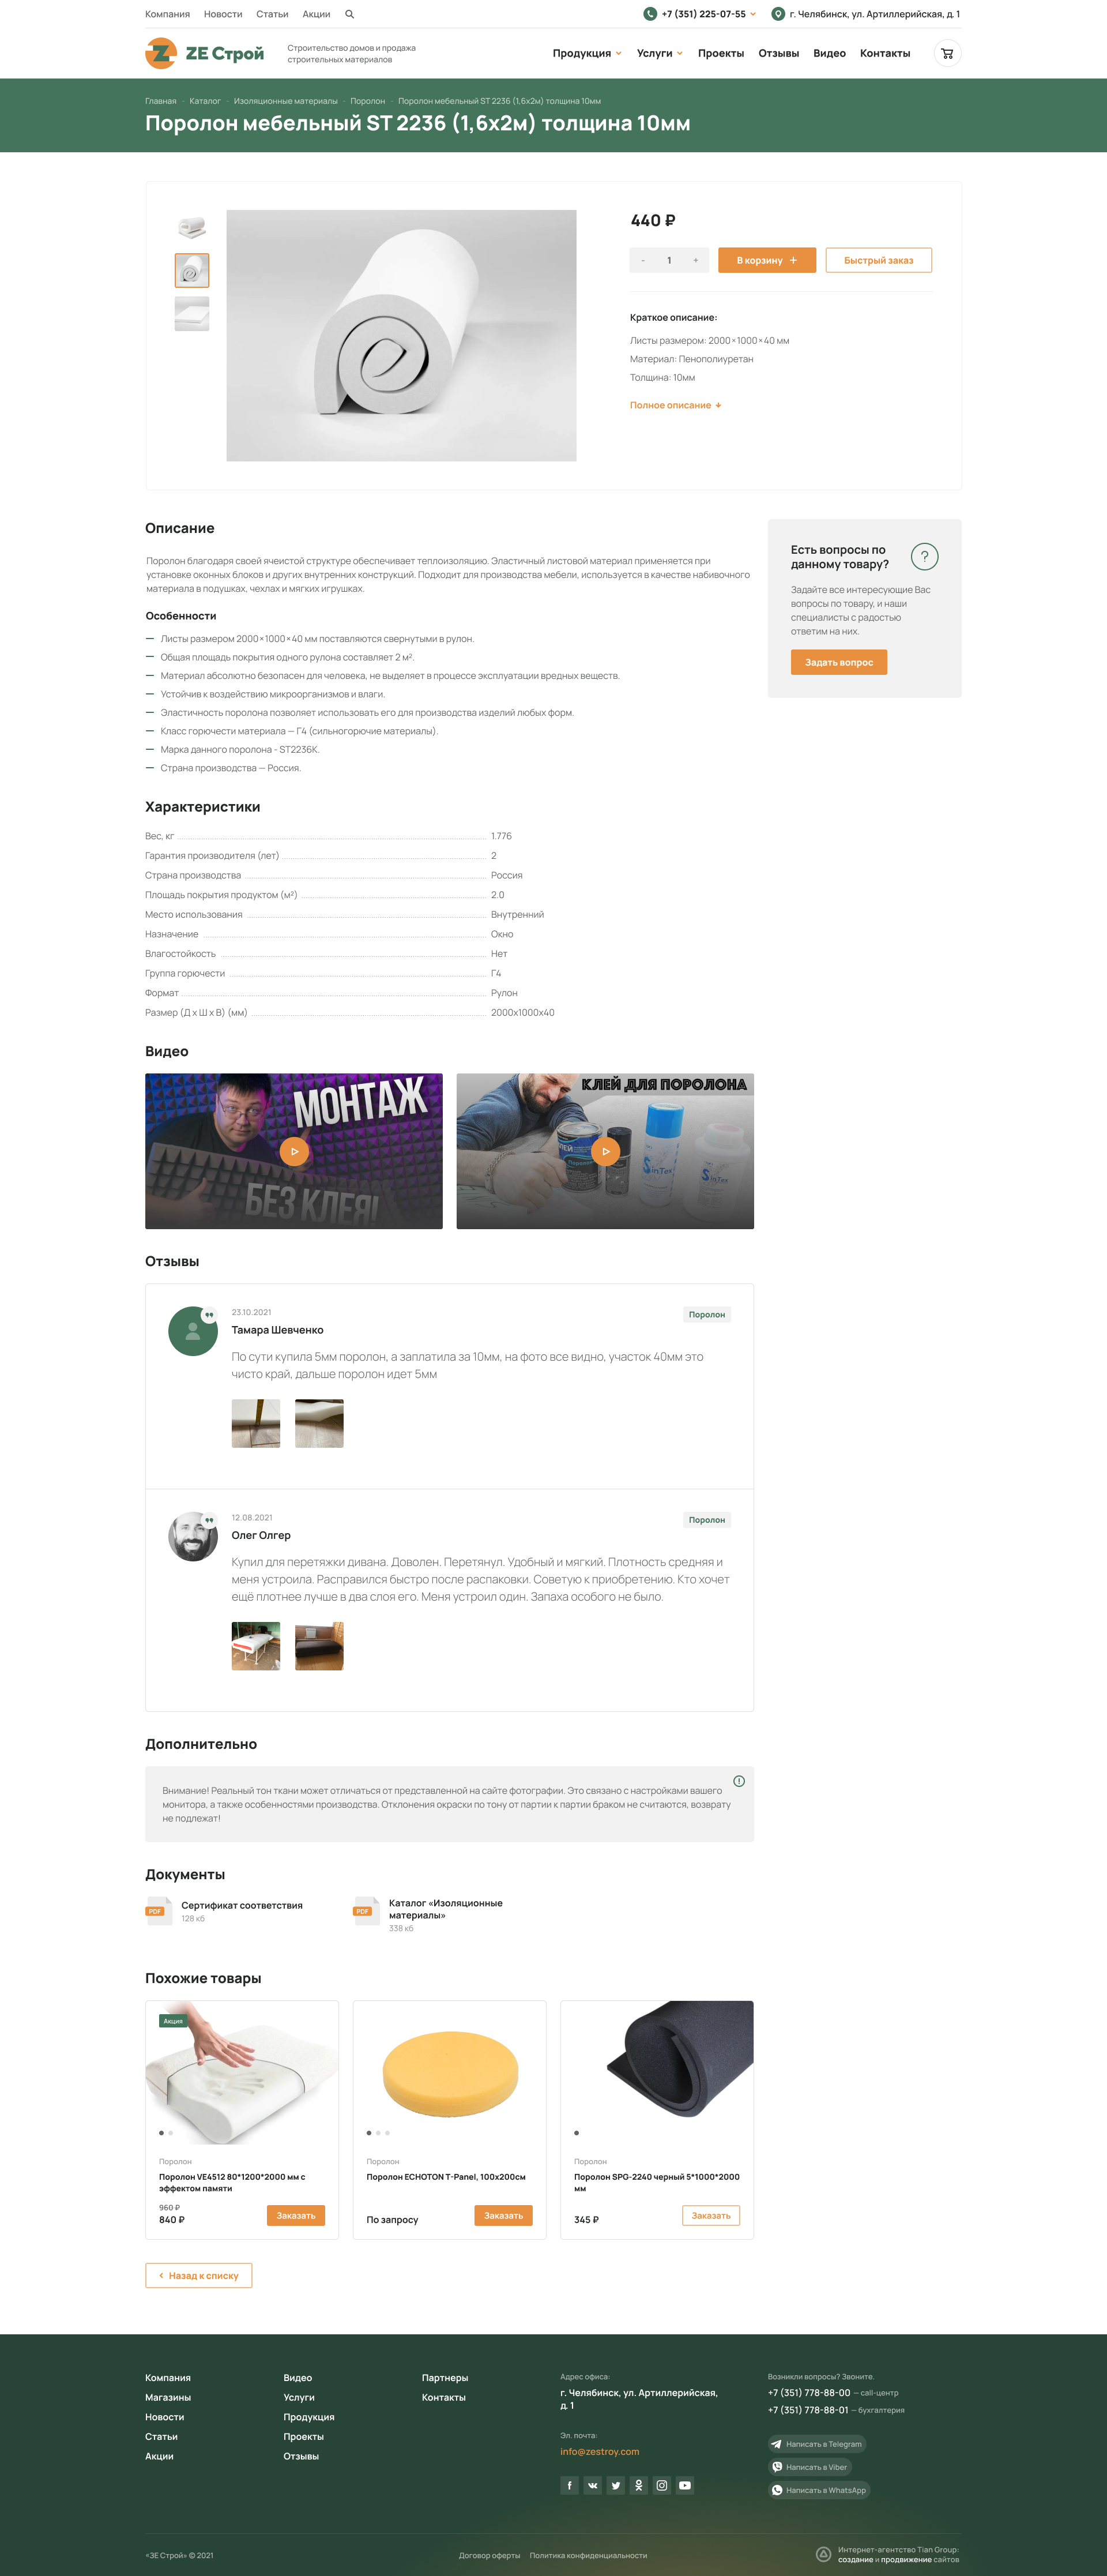 Компания Новости Статьи Акции
+7 (351) 225-07-55 г. Челябинск, ул. Артиллерийская, д. 1
ZE Строй
Строительство домов и продажа
строительных материалов
Продукция Услуги Проекты Отзывы Видео Контакты
Главная · Каталог · Изоляционные материалы · Поролон · Поролон мебельный ST 2236 (1,6х2м) толщина 10мм
Поролон мебельный ST 2236 (1,6х2м) толщина 10мм
440 ₽
- 1 + В корзину + Быстрый заказ
Краткое описание:
Листы размером: 2000×1000×40 мм
Материал: Пенополиуретан
Толщина: 10мм
Полное описание
Описание
Поролон благодаря своей ячеистой структуре обеспечивает теплоизоляцию. Эластичный листовой материал применяется при
установке оконных блоков и других внутренних конструкций. Подходит для производства мебели, используется в качестве набивочного
материала в подушках, чехлах и мягких игрушках.
Особенности
Листы размером 2000×1000×40 мм поставляются свернутыми в рулон.
Общая площадь покрытия одного рулона составляет 2 м².
Материал абсолютно безопасен для человека, не выделяет в процессе эксплуатации вредных веществ.
Устойчив к воздействию микроорганизмов и влаги.
Эластичность поролона позволяет использовать его для производства изделий любых форм.
Класс горючести материала — Г4 (сильногорючие материалы).
Марка данного поролона - ST2236K.
Страна производства — Россия.
Есть вопросы по
данному товару?
?
Задайте все интересующие Вас
вопросы по товару, и наши
специалисты с радостью
ответим на них.
Задать вопрос
Характеристики
Вес, кг 1.776
Гарантия производителя (лет) 2
Страна производства Россия
Площадь покрытия продуктом (м²) 2.0
Место использования Внутренний
Назначение Окно
Влагостойкость Нет
Группа горючести Г4
Формат Рулон
Размер (Д х Ш х В) (мм) 2000х1000х40
Видео
МОНТАЖ
БЕЗ КЛЕЯ!
КЛЕЙ ДЛЯ ПОРОЛОНА
SinTex
SinTex
Отзывы
23.10.2021
Поролон
Тамара Шевченко
По сути купила 5мм поролон, а заплатила за 10мм, на фото все видно, участок 40мм это
чисто край, дальше поролон идет 5мм
12.08.2021
Поролон
Олег Олгер
Купил для перетяжки дивана. Доволен. Перетянул. Удобный и мягкий. Плотность средняя и
меня устроила. Расправился быстро после распаковки. Советую к приобретению. Кто хочет
ещё плотнее лучше в два слоя его. Меня устроил один. Запаха особого не было.
Дополнительно
Внимание! Реальный тон ткани может отличаться от представленной на сайте фотографии. Это связано с настройками вашего
монитора, а также особенностями производства. Отклонения окраски по тону от партии к партии браком не считаются, возврату
не подлежат!
Документы
PDF
Сертификат соответствия
128 кб
PDF
Каталог «Изоляционные
материалы»
338 кб
Похожие товары
Акция
Поролон
Поролон VE4512 80*1200*2000 мм с
эффектом памяти
960 ₽
840 ₽
Заказать
Поролон
Поролон ECHOTON T-Panel, 100х200см
По запросу
Заказать
Поролон
Поролон SPG-2240 черный 5*1000*2000
мм
345 ₽
Заказать
Назад к списку
Компания
Магазины
Новости
Статьи
Акции
Видео
Услуги
Продукция
Проекты
Отзывы
Партнеры
Контакты
Адрес офиса:
г. Челябинск, ул. Артиллерийская,
д. 1
Эл. почта:
info@zestroy.com
Возникли вопросы? Звоните.
+7 (351) 778-88-00 — call-центр
+7 (351) 778-88-01 — бухгалтерия
Написать в Telegram
Написать в Viber
Написать в WhatsApp
«ЗЕ Строй» © 2021
Договор оферты Политика конфиденциальности
Интернет-агентство Tian Group:
создание и продвижение сайтов